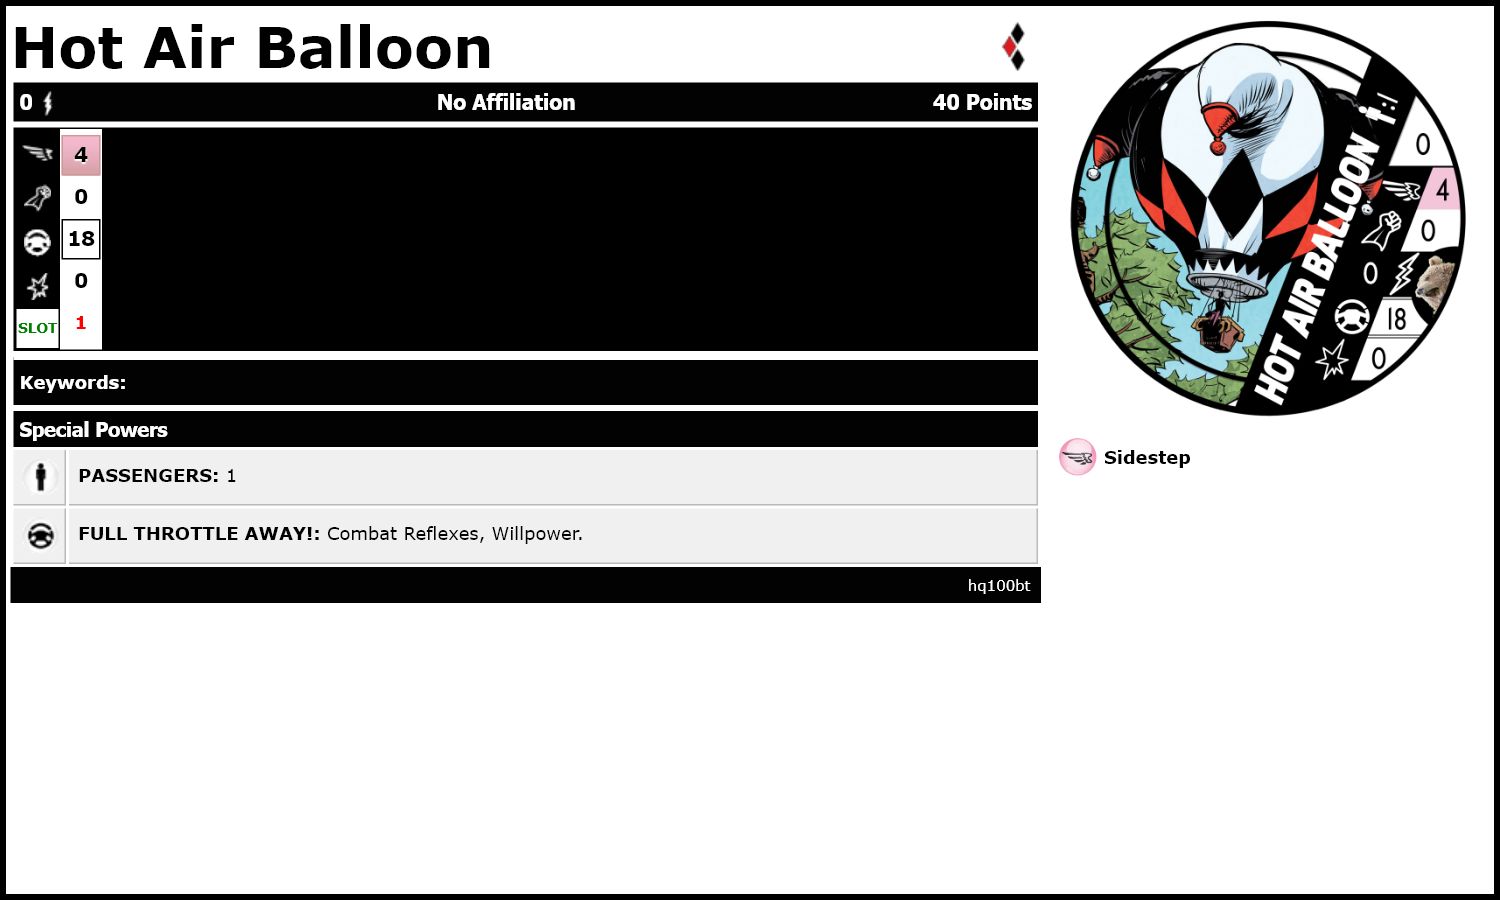 Hot Air Balloon
0 No Affiliation 40 Points
4
0
18
0
SLOT 1
Keywords:
Special Powers
PASSENGERS: 1
FULL THROTTLE AWAY!: Combat Reflexes, Willpower.
hq100bt
HOT AIR BALLOON
:1
0
4
0
0
18
0
Sidestep